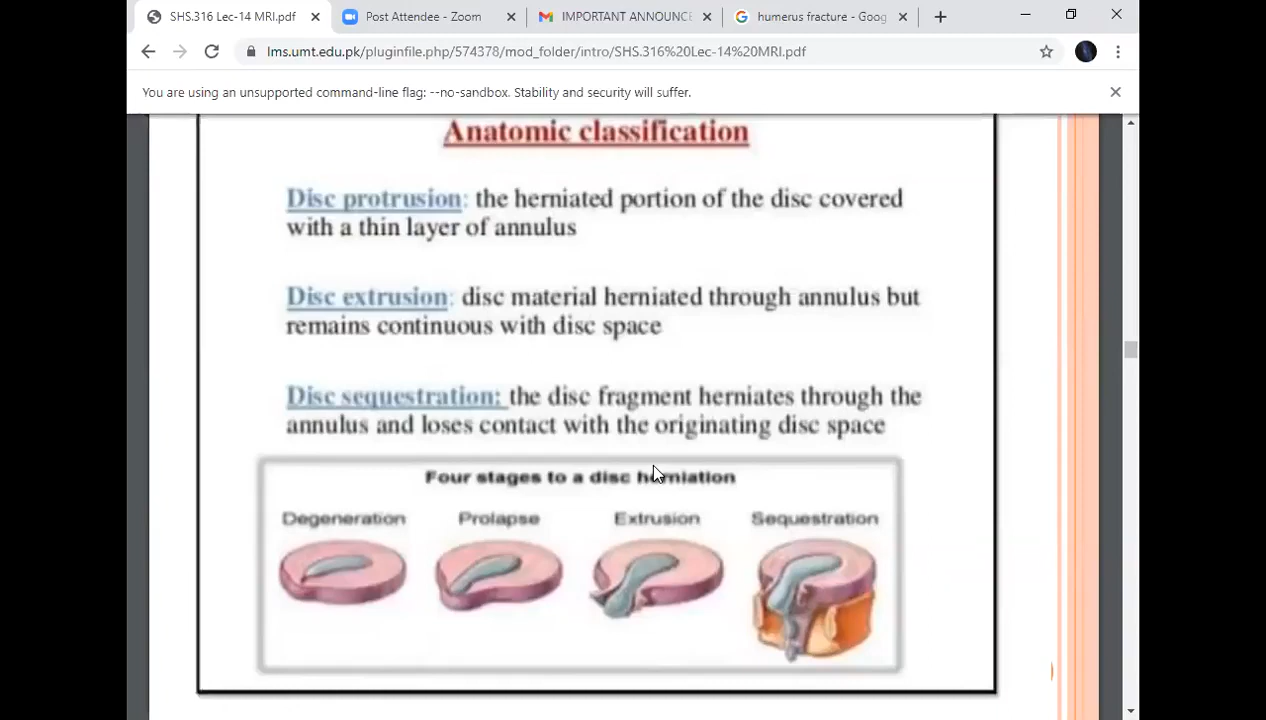 SHS.316 Lec-14 MRI.pdf
Post Attendee - Zoom
IMPORTANT ANNOUNCE
humerus fracture - Goog
lms.umt.edu.pk/pluginfile.php/574378/mod_folder/intro/SHS.316%20Lec-14%20MRI.pdf
You are using an unsupported command-line flag: --no-sandbox. Stability and security will suffer.
Anatomic classification
Disc protrusion: the herniated portion of the disc covered
with a thin layer of annulus
Disc extrusion: disc material herniated through annulus but
remains continuous with disc space
Disc sequestration: the disc fragment herniates through the
annulus and loses contact with the originating disc space
Four stages to a disc herniation
Degeneration Prolapse Extrusion Sequestration